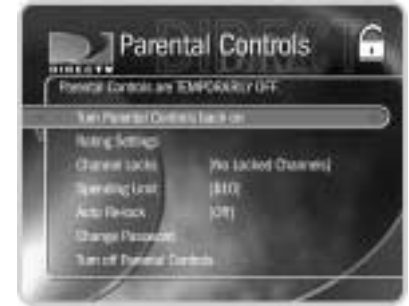 DIRECT
Parental Controls
DIRECTV
Parental Controls are TEMPORARILY OFF
Turn Parental Controls back on
Rating Settings
Channel Locks [No Locked Channels]
Spending Limit [$10]
Auto Re-lock [Off]
Change Password
Turn off Parental Controls